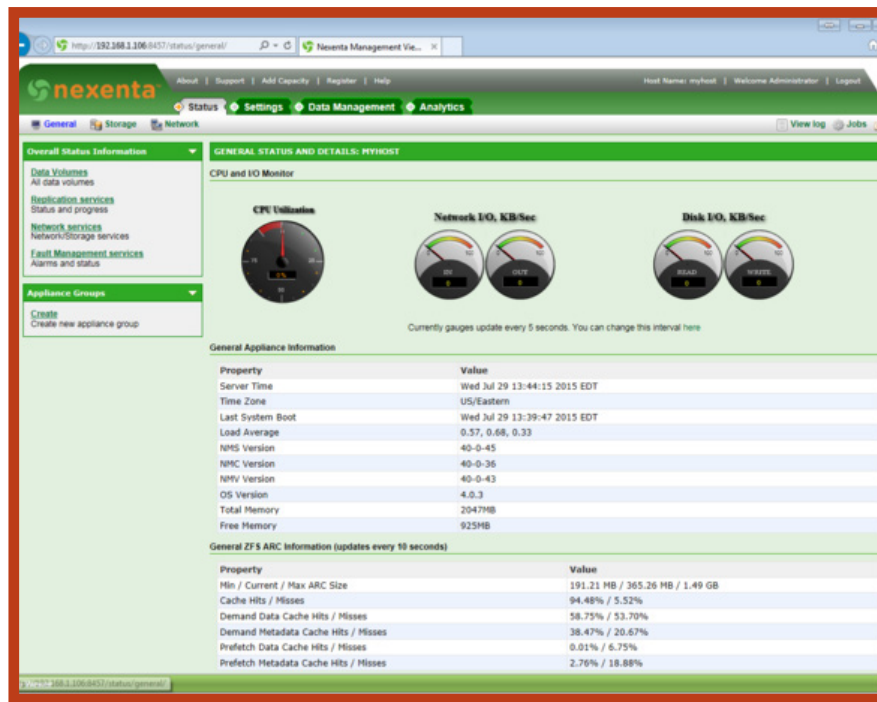 http://192.168.1.106:8457/status/general/
Nexenta Management Vie...
nexenta
About | Support | Add Capacity | Register | Help
Host Name: myhost | Welcome Administrator | Logout
Status Settings Data Management Analytics
General Storage Network
View log Jobs
Overall Status Information
Data Volumes
All data volumes
Replication services
Status and progress
Network services
Network/Storage services
Fault Management services
Alarms and status
Appliance Groups
Create
Create new appliance group
GENERAL STATUS AND DETAILS: MYHOST
CPU and I/O Monitor
CPU Utilization
0%
Network I/O, KB/Sec
IN OUT
0 0
Disk I/O, KB/Sec
READ WRITE
0 0
Currently gauges update every 5 seconds. You can change this interval here
General Appliance Information
Property Value
Server Time Wed Jul 29 13:44:15 2015 EDT
Time Zone US/Eastern
Last System Boot Wed Jul 29 13:39:47 2015 EDT
Load Average 0.57, 0.68, 0.33
NMS Version 40-0-45
NMC Version 40-0-36
NMV Version 40-0-43
OS Version 4.0.3
Total Memory 2047MB
Free Memory 925MB
General ZFS ARC Information (updates every 10 seconds)
Property Value
Min / Current / Max ARC Size 191.21 MB / 365.26 MB / 1.49 GB
Cache Hits / Misses 94.48% / 5.52%
Demand Data Cache Hits / Misses 58.75% / 53.70%
Demand Metadata Cache Hits / Misses 38.47% / 20.67%
Prefetch Data Cache Hits / Misses 0.01% / 6.75%
Prefetch Metadata Cache Hits / Misses 2.76% / 18.88%
192.168.1.106:8457/status/general/